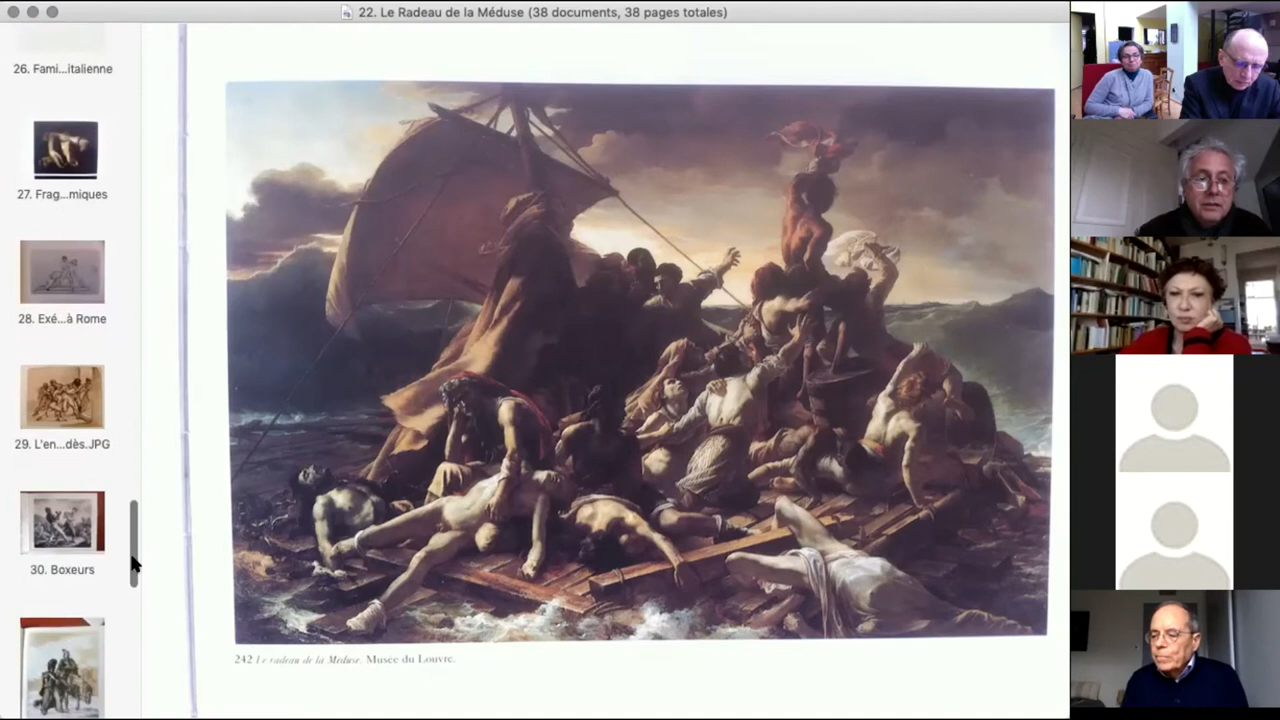 22. Le Radeau de la Méduse (38 documents, 38 pages totales)
26. Fami...italienne
27. Frag...miques
28. Exé...à Rome
29. L'en...dès.JPG
30. Boxeurs
242 Le radeau de la Méduse. Musée du Louvre.